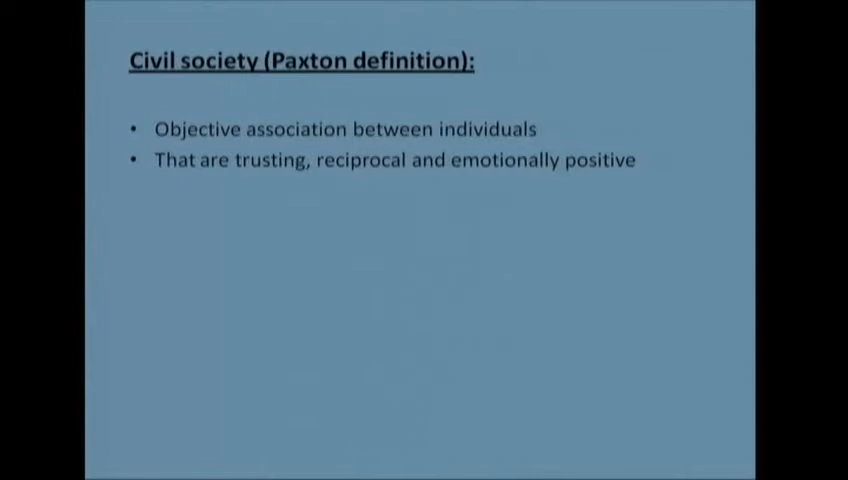 Civil society (Paxton definition):
• Objective association between individuals
• That are trusting, reciprocal and emotionally positive